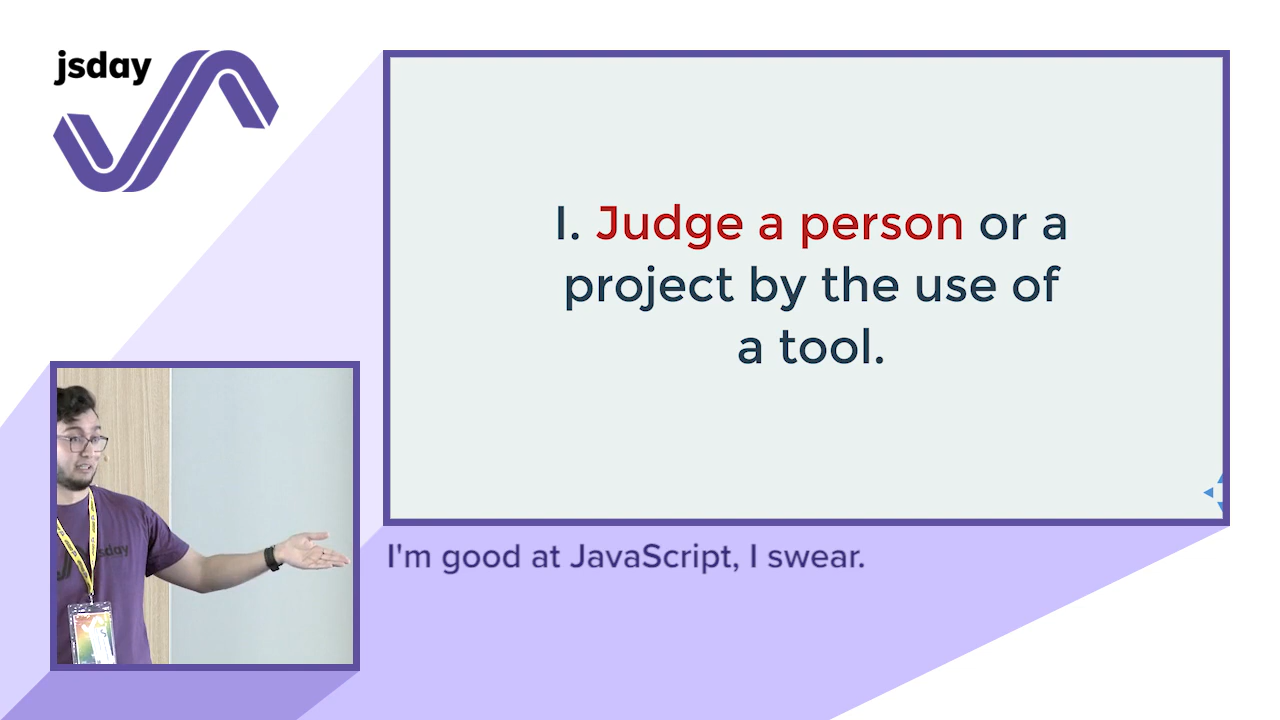 jsday
I. Judge a person or a
project by the use of
a tool.
jsday
I'm good at JavaScript, I swear.